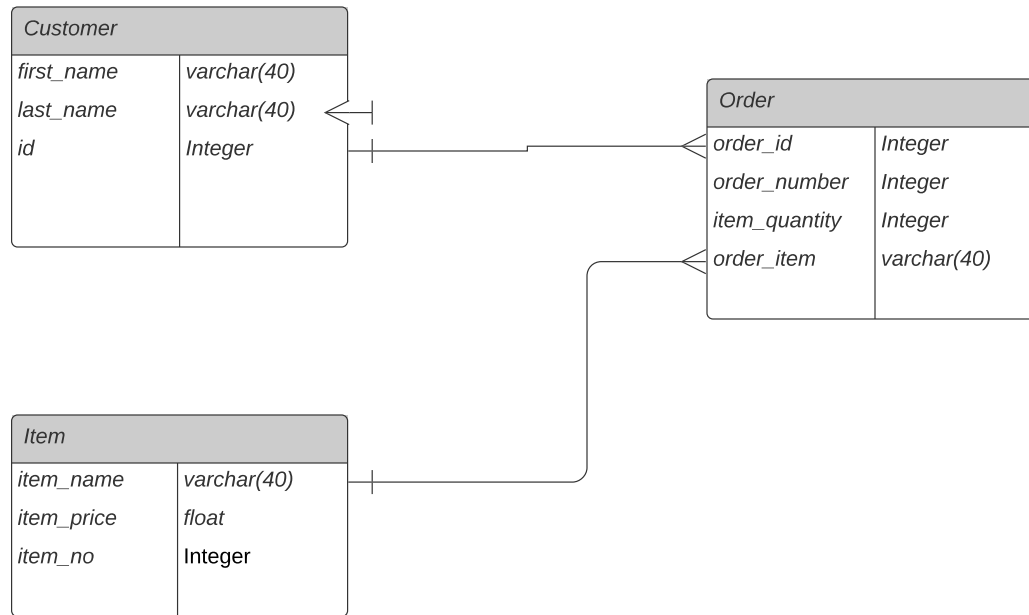 Customer
first_name varchar(40)
last_name varchar(40)
id Integer
Order
order_id Integer
order_number Integer
item_quantity Integer
order_item varchar(40)
Item
item_name varchar(40)
item_price float
item_no Integer